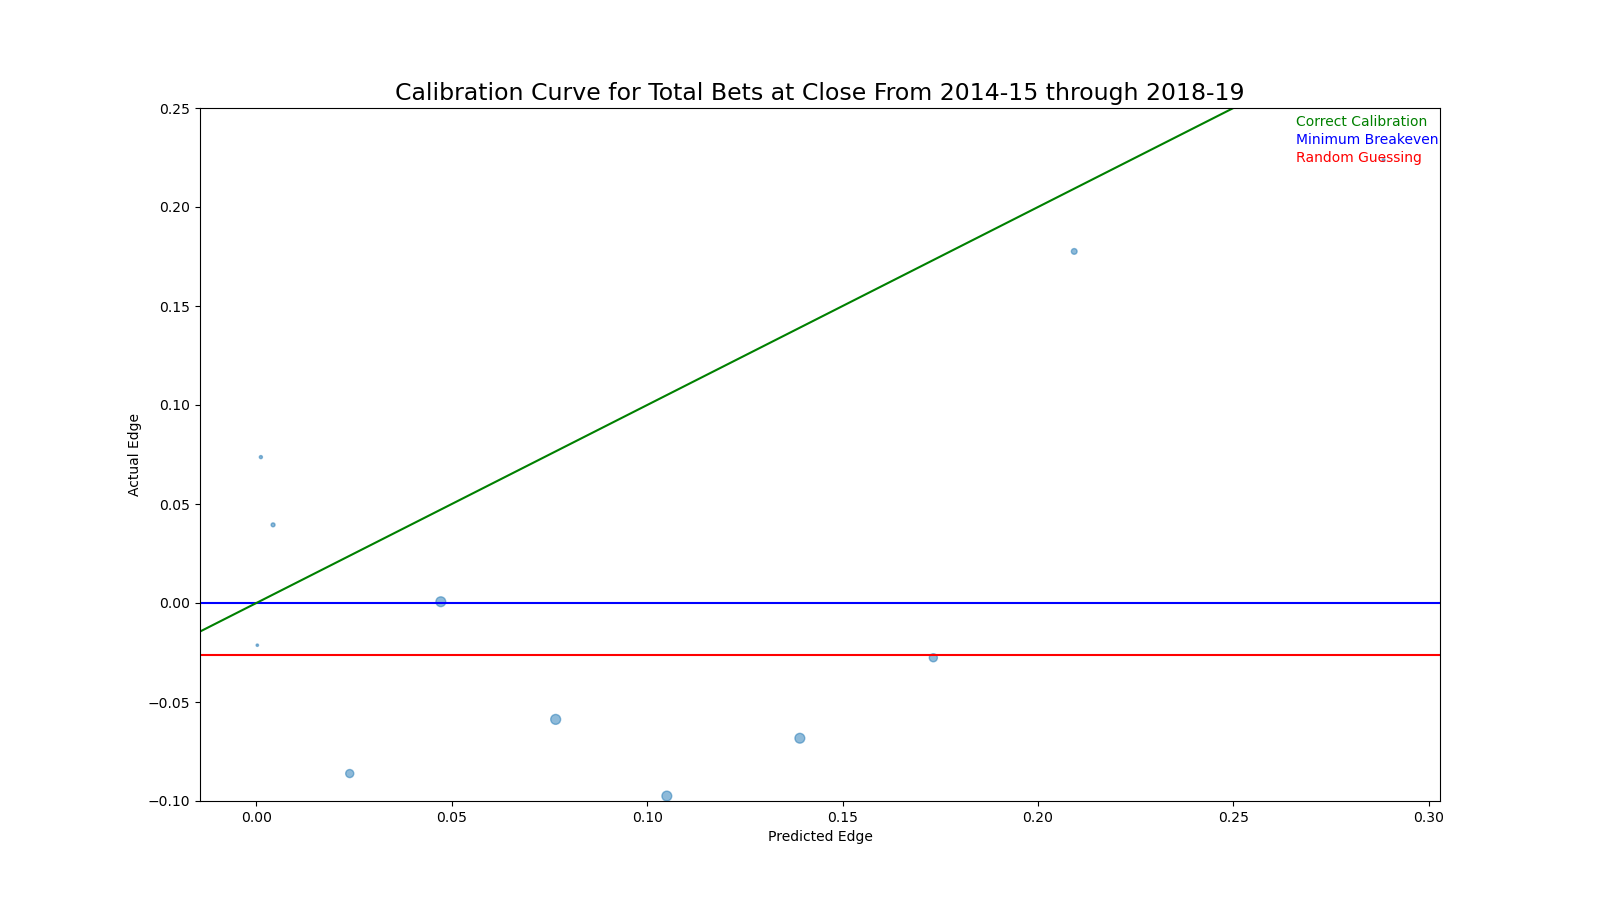 Calibration Curve for Total Bets at Close From 2014-15 through 2018-19
Correct Calibration
Minimum Breakeven
Random Guessing
0.25
0.20
0.15
0.10
0.05
0.00
−0.05
−0.10
Actual Edge
0.00 0.05 0.10 0.15 0.20 0.25 0.30
Predicted Edge